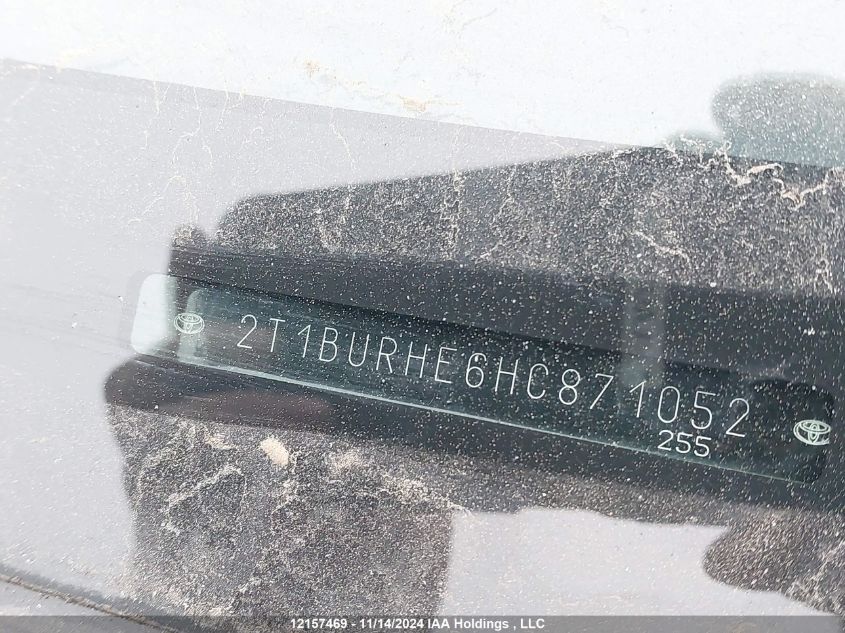 2T1BURHE6HC871052
255
12157469 - 11/14/2024 IAA Holdings , LLC